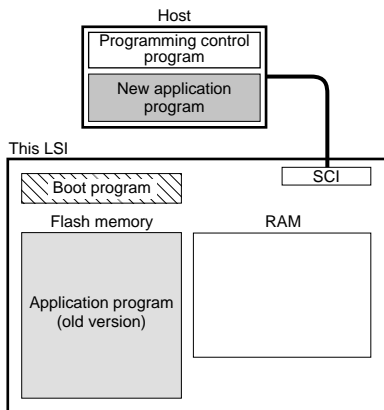 Host
Programming control
program
New application
program
This LSI
SCI
Boot program
Flash memory
RAM
Application program
(old version)